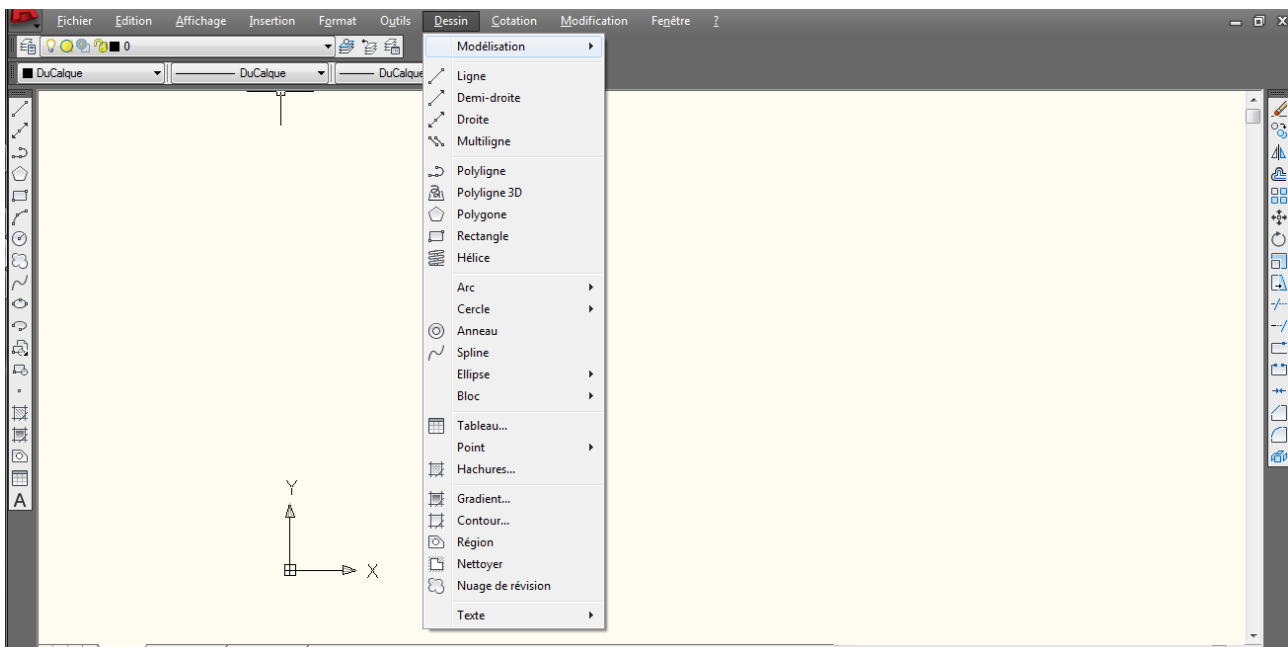 Fichier Edition Affichage Insertion Format Outils Dessin Cotation Modification Fenêtre ?
0
DuCalque DuCalque DuCalque
Modélisation
Ligne
Demi-droite
Droite
Multiligne
Polyligne
Polyligne 3D
Polygone
Rectangle
Hélice
Arc
Cercle
Anneau
Spline
Ellipse
Bloc
Tableau...
Point
Hachures...
Gradient...
Contour...
Région
Nettoyer
Nuage de révision
Texte
A
Y
X